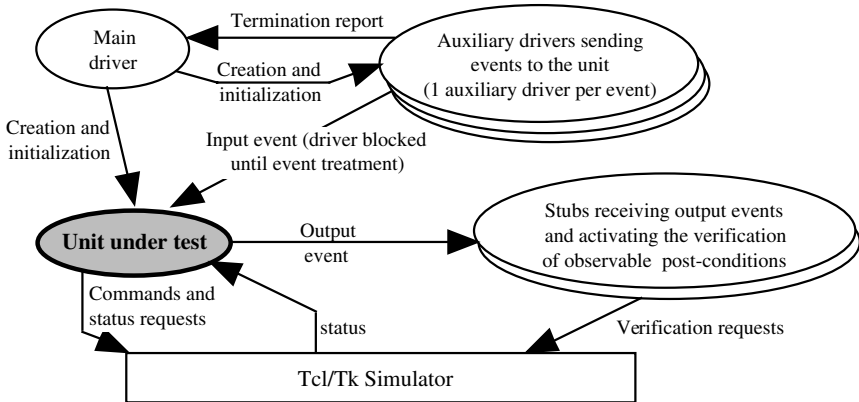 Termination report
Main
driver
Auxiliary drivers sending
events to the unit
(1 auxiliary driver per event)
Creation and
initialization
Creation and
initialization
Input event (driver blocked
until event treatment)
Unit under test
Output
event
Stubs receiving output events
and activating the verification
of observable post-conditions
Commands and
status requests
status
Verification requests
Tcl/Tk Simulator